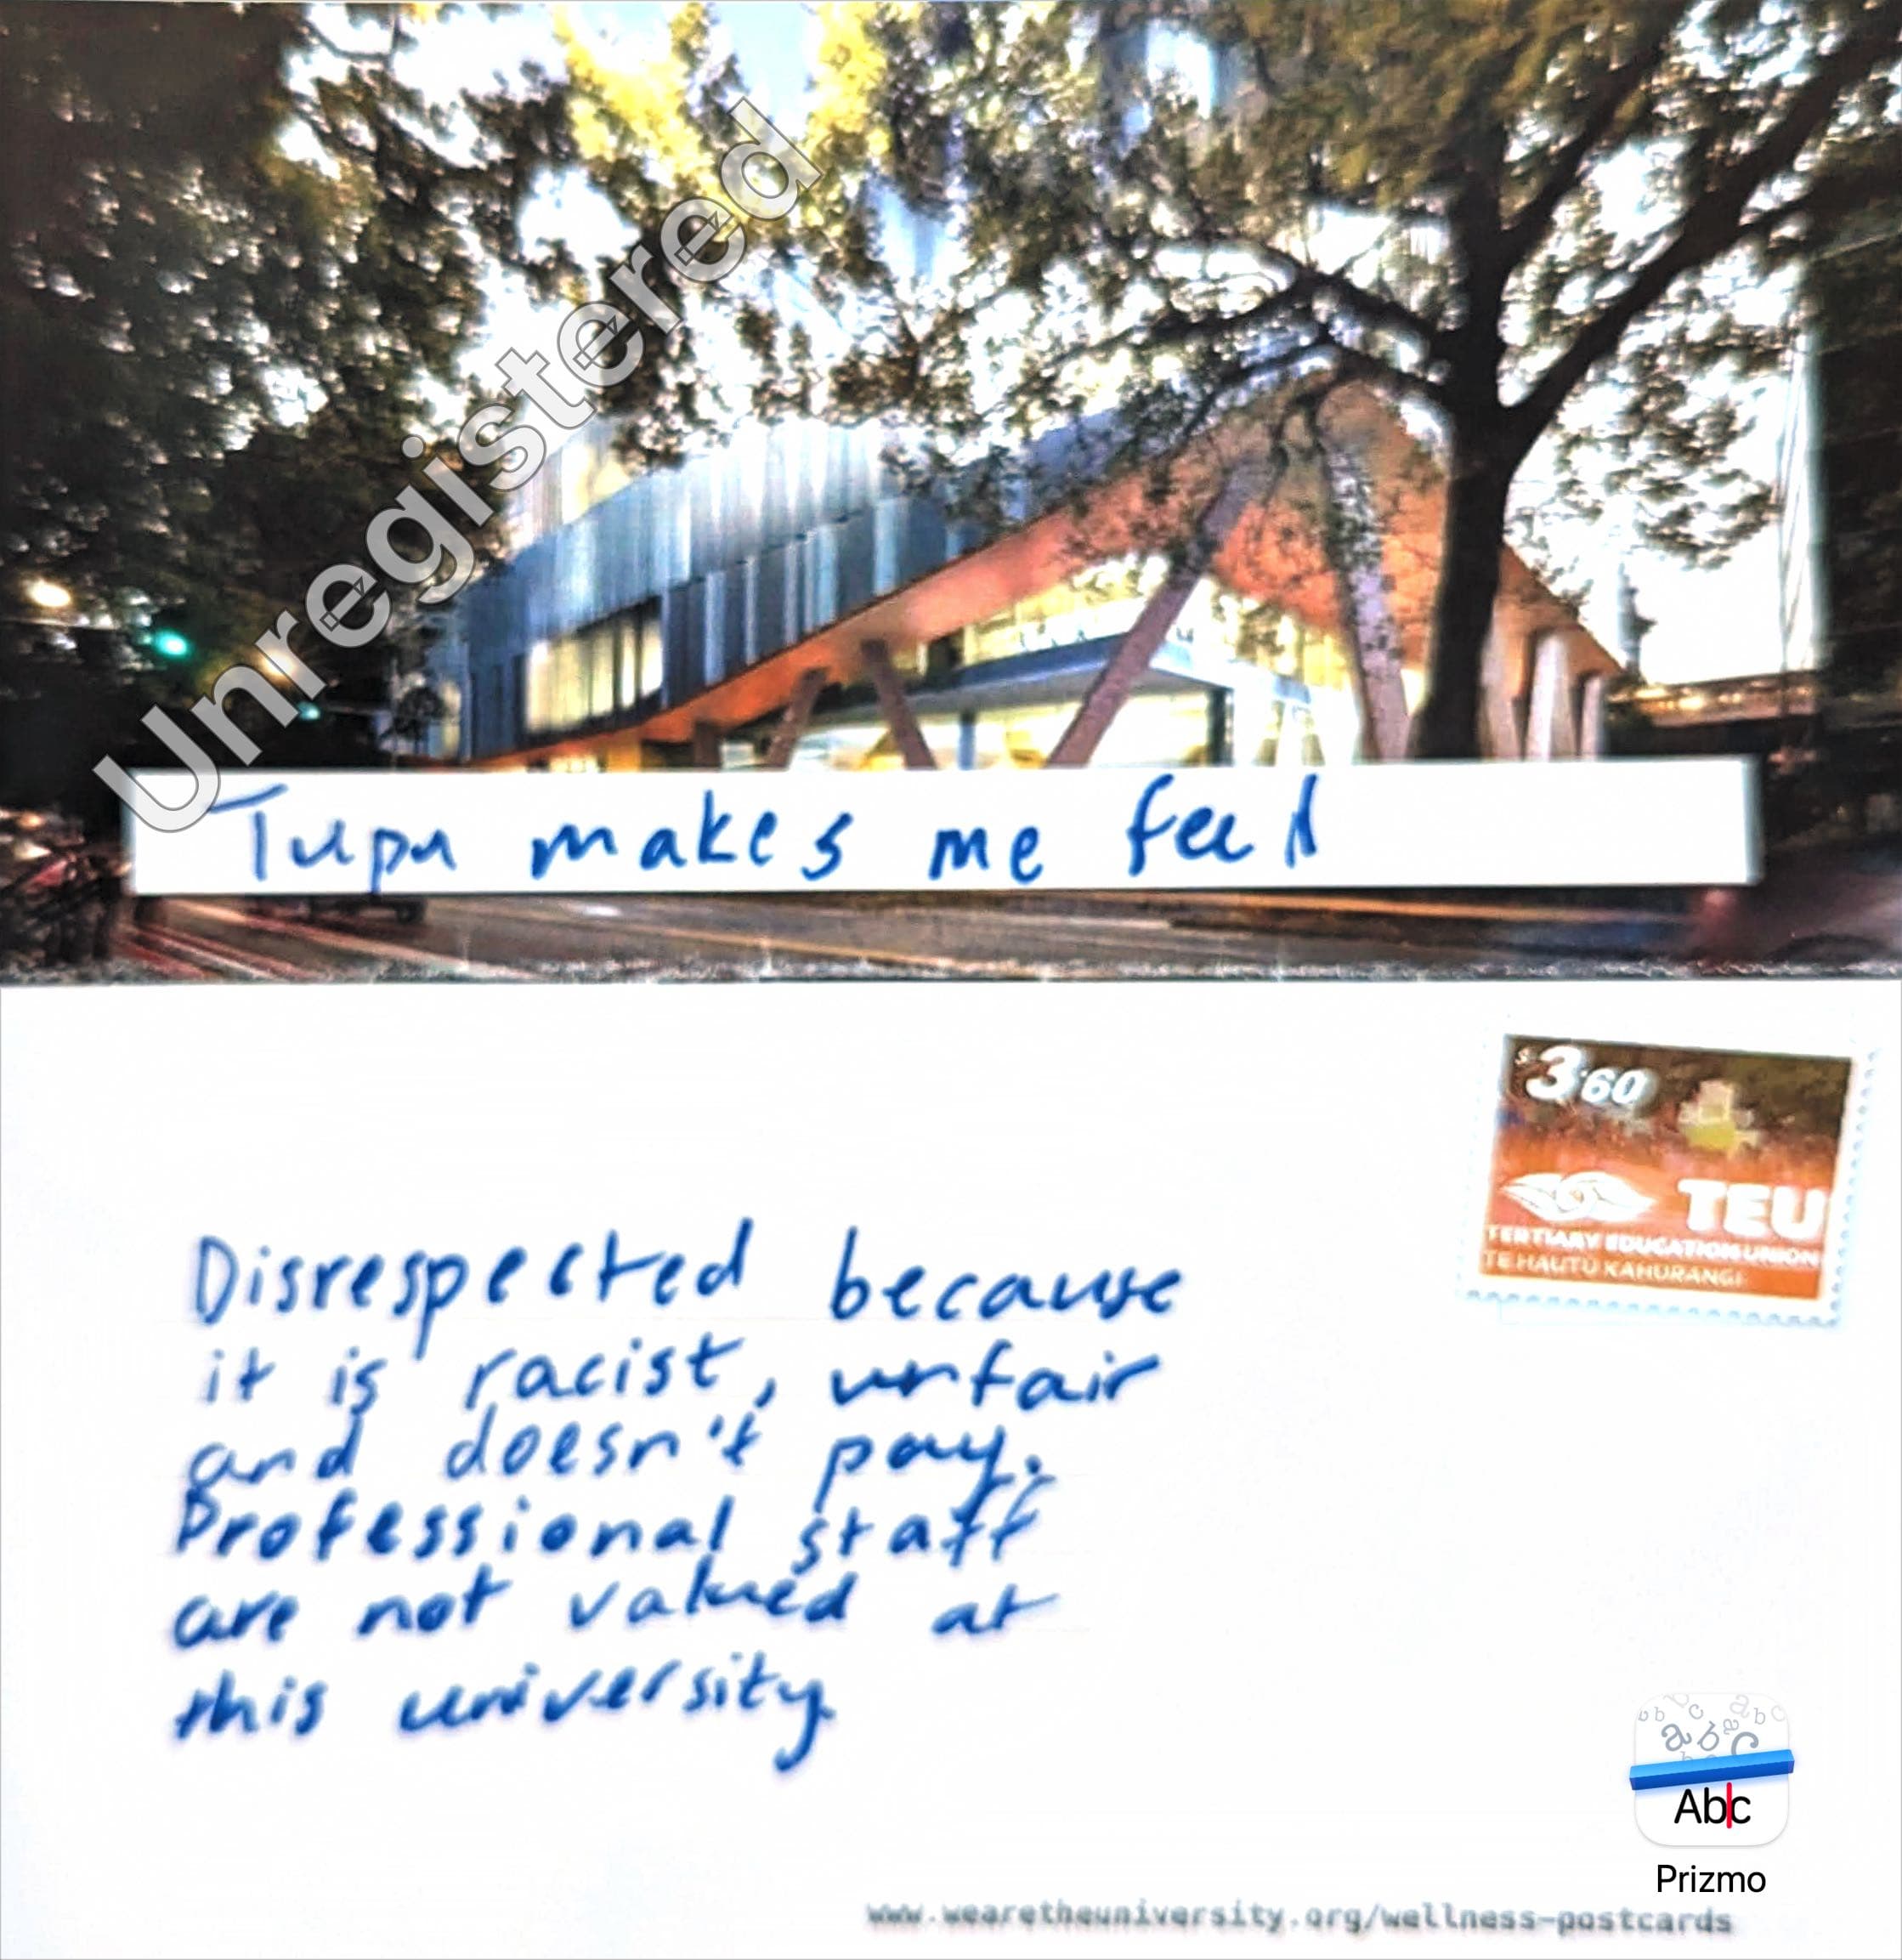 Unregistered
Tupu makes me feel
$3.60
TEU
TERTIARY EDUCATION UNION
TE HAUTŪ KAHURANGI
Disrespected because
it is racist, unfair
and doesn't pay.
Professional staff
are not valued at
this university.
Abc
Prizmo
www.wearetheuniversity.org/wellness-postcards